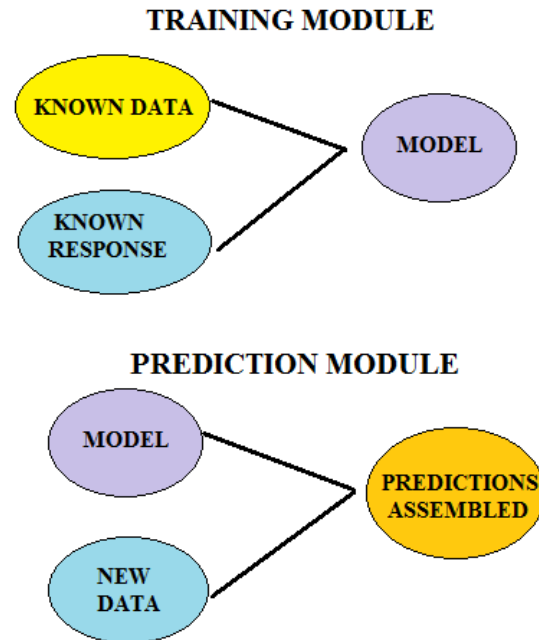 TRAINING MODULE
KNOWN DATA
MODEL
KNOWN
RESPONSE
PREDICTION MODULE
MODEL
PREDICTIONS
ASSEMBLED
NEW
DATA